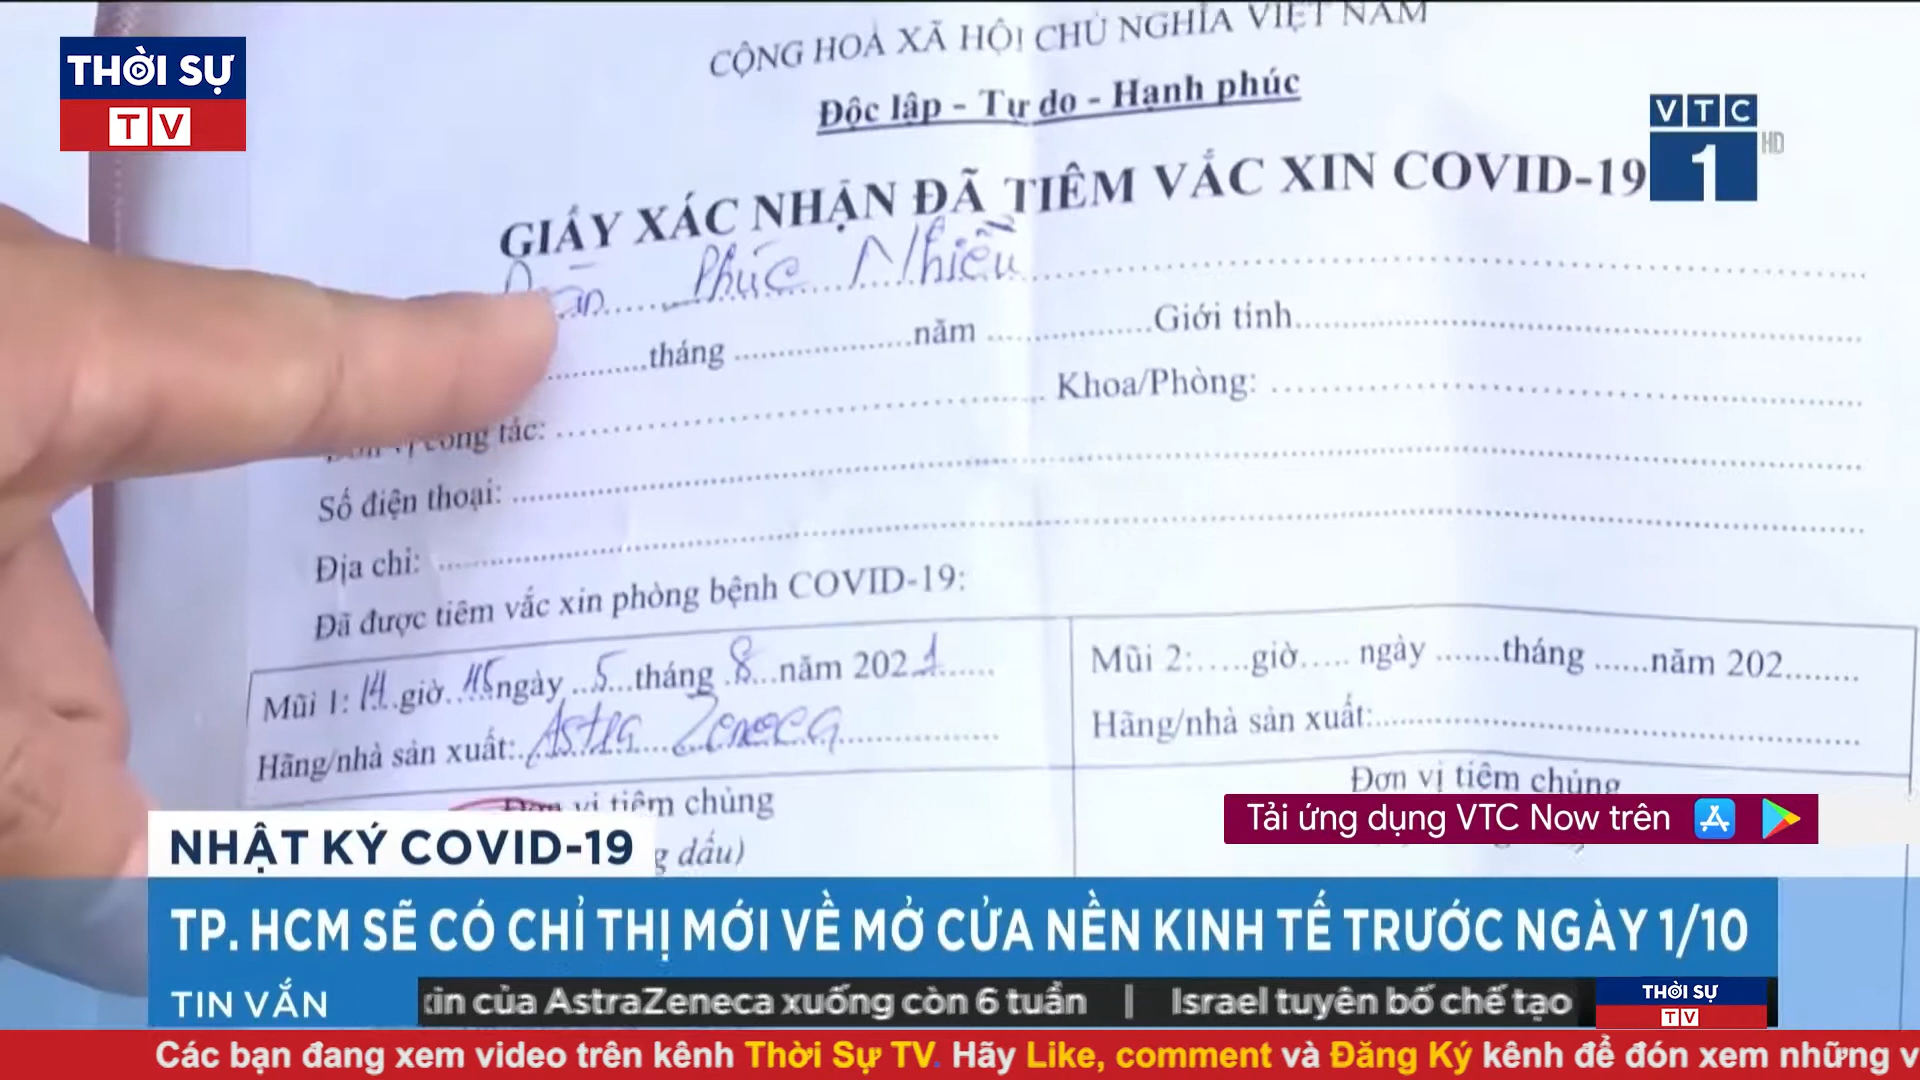 THỜI SỰ
TV
VTC
1
HD
CỘNG HOÀ XÃ HỘI CHỦ NGHĨA VIỆT NAM
Độc lập - Tự do - Hạnh phúc
GIẤY XÁC NHẬN ĐÃ TIÊM VẮC XIN COVID-19
Phúc Nhiều
tháng năm Giới tính
công tác: Khoa/Phòng:
Số điện thoại:
Địa chỉ:
Đã được tiêm vắc xin phòng bệnh COVID-19:
Mũi 1: 14 giờ 45 ngày 5 tháng 8 năm 2021
Hãng/nhà sản xuất: Astra Zeneca
Mũi 2: giờ ngày tháng năm 202
Hãng/nhà sản xuất:
Đơn vị tiêm chủng
dấu)
Đơn vị tiêm chủng
Tải ứng dụng VTC Now trên
NHẬT KÝ COVID-19
TP. HCM SẼ CÓ CHỈ THỊ MỚI VỀ MỞ CỬA NỀN KINH TẾ TRƯỚC NGÀY 1/10
TIN VẮN
xin của AstraZeneca xuống còn 6 tuần | Israel tuyên bố chế tạo
THỜI SỰ
TV
Các bạn đang xem video trên kênh Thời Sự TV. Hãy Like, comment và Đăng Ký kênh để đón xem những v